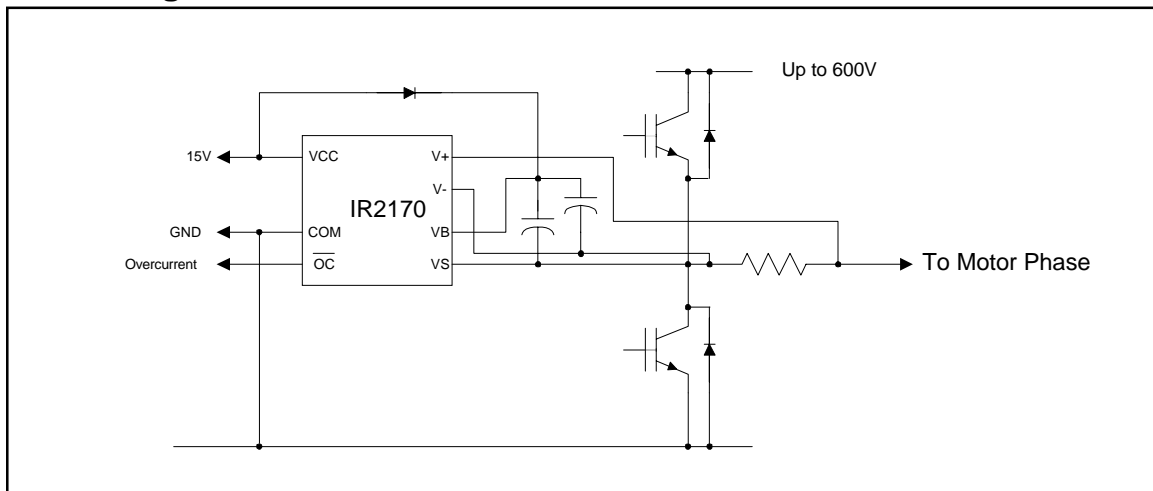 Up to 600V
15V
VCC
V+
V-
IR2170
GND
COM
VB
Overcurrent
OC
VS
To Motor Phase